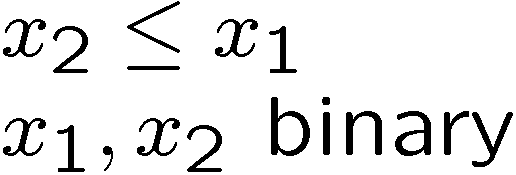 x₂ ≤ x₁
x₁, x₂ binary